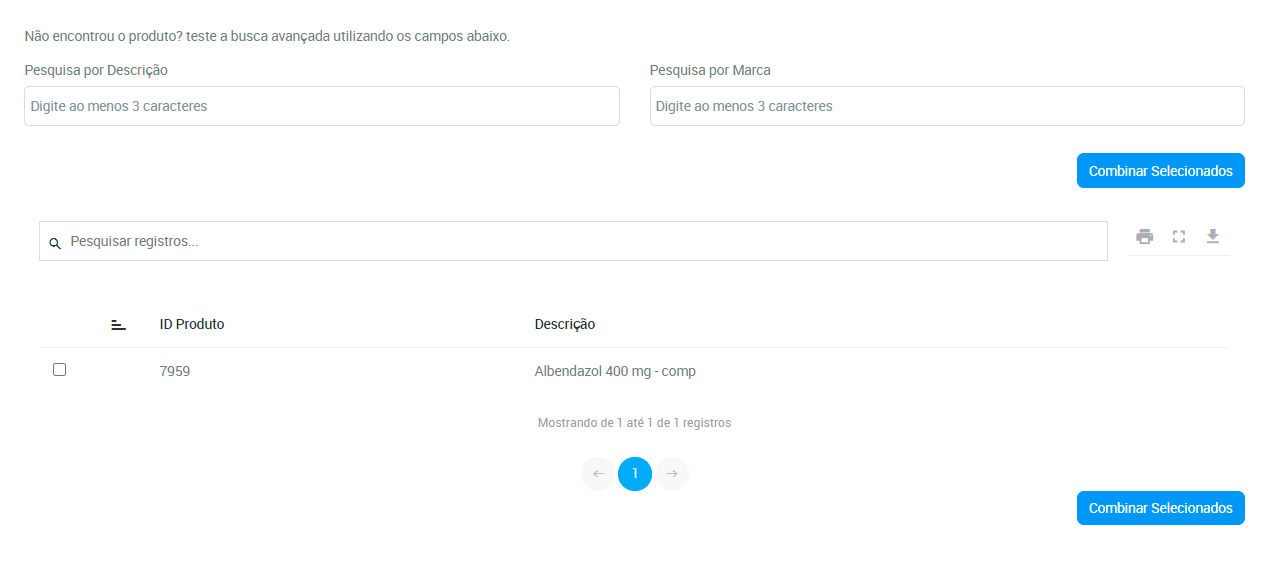 Não encontrou o produto? teste a busca avançada utilizando os campos abaixo.
Pesquisa por Descrição
Pesquisa por Marca
Digite ao menos 3 caracteres
Digite ao menos 3 caracteres
Combinar Selecionados
Pesquisar registros...
ID Produto
Descrição
7959
Albendazol 400 mg - comp
Mostrando de 1 até 1 de 1 registros
1
Combinar Selecionados